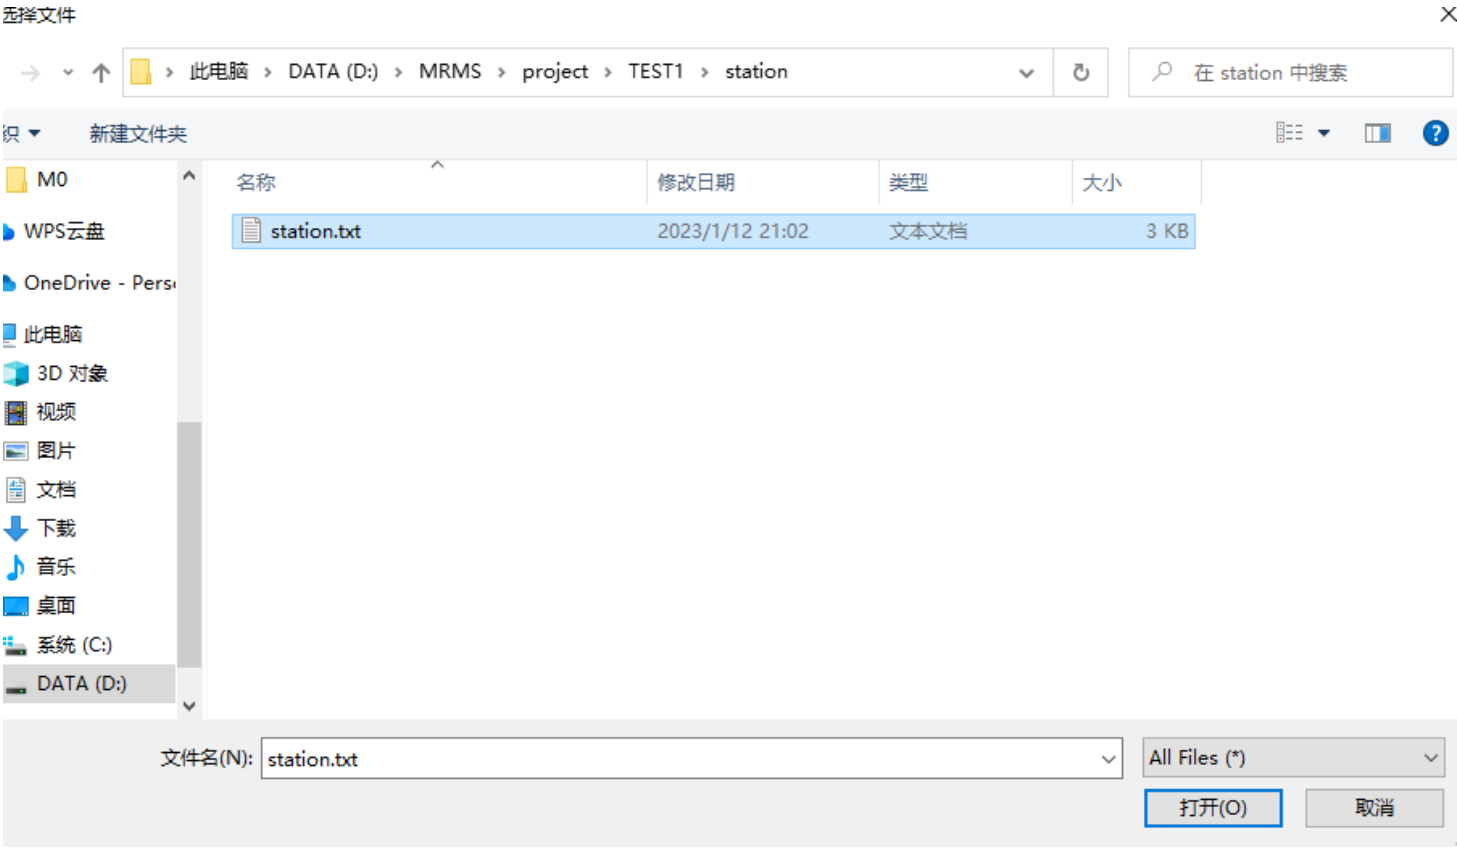 选择文件
此电脑 > DATA (D:) > MRMS > project > TEST1 > station
在 station 中搜索
织
新建文件夹
名称 修改日期 类型 大小
station.txt 2023/1/12 21:02 文本文档 3 KB
M0
WPS云盘
OneDrive - Pers
此电脑
3D 对象
视频
图片
文档
下载
音乐
桌面
系统 (C:)
DATA (D:)
文件名(N): station.txt
All Files (*)
打开(O) 取消